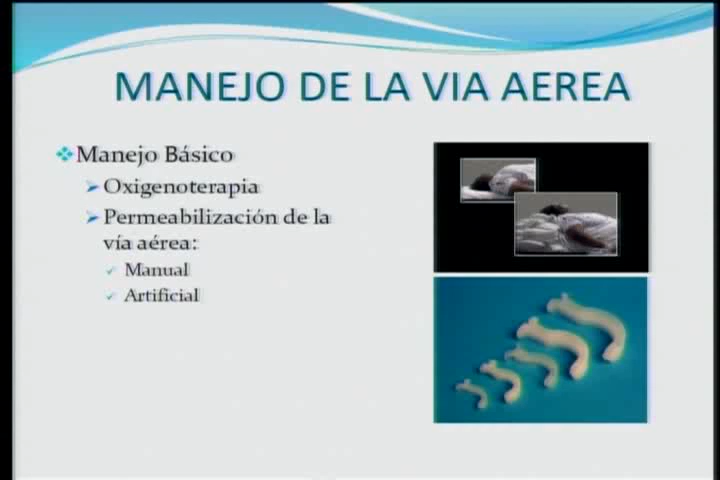 MANEJO DE LA VIA AEREA
Manejo Básico
Oxigenoterapia
Permeabilización de la
vía aérea:
Manual
Artificial